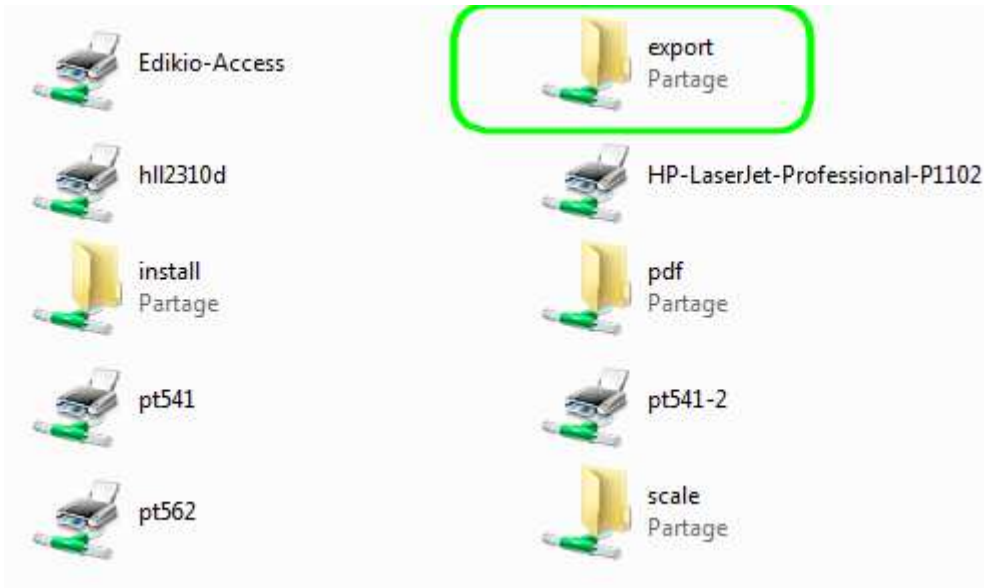 Edikio-Access
export
Partage
hll2310d
HP-LaserJet-Professional-P1102
install
Partage
pdf
Partage
pt541
pt541-2
pt562
scale
Partage